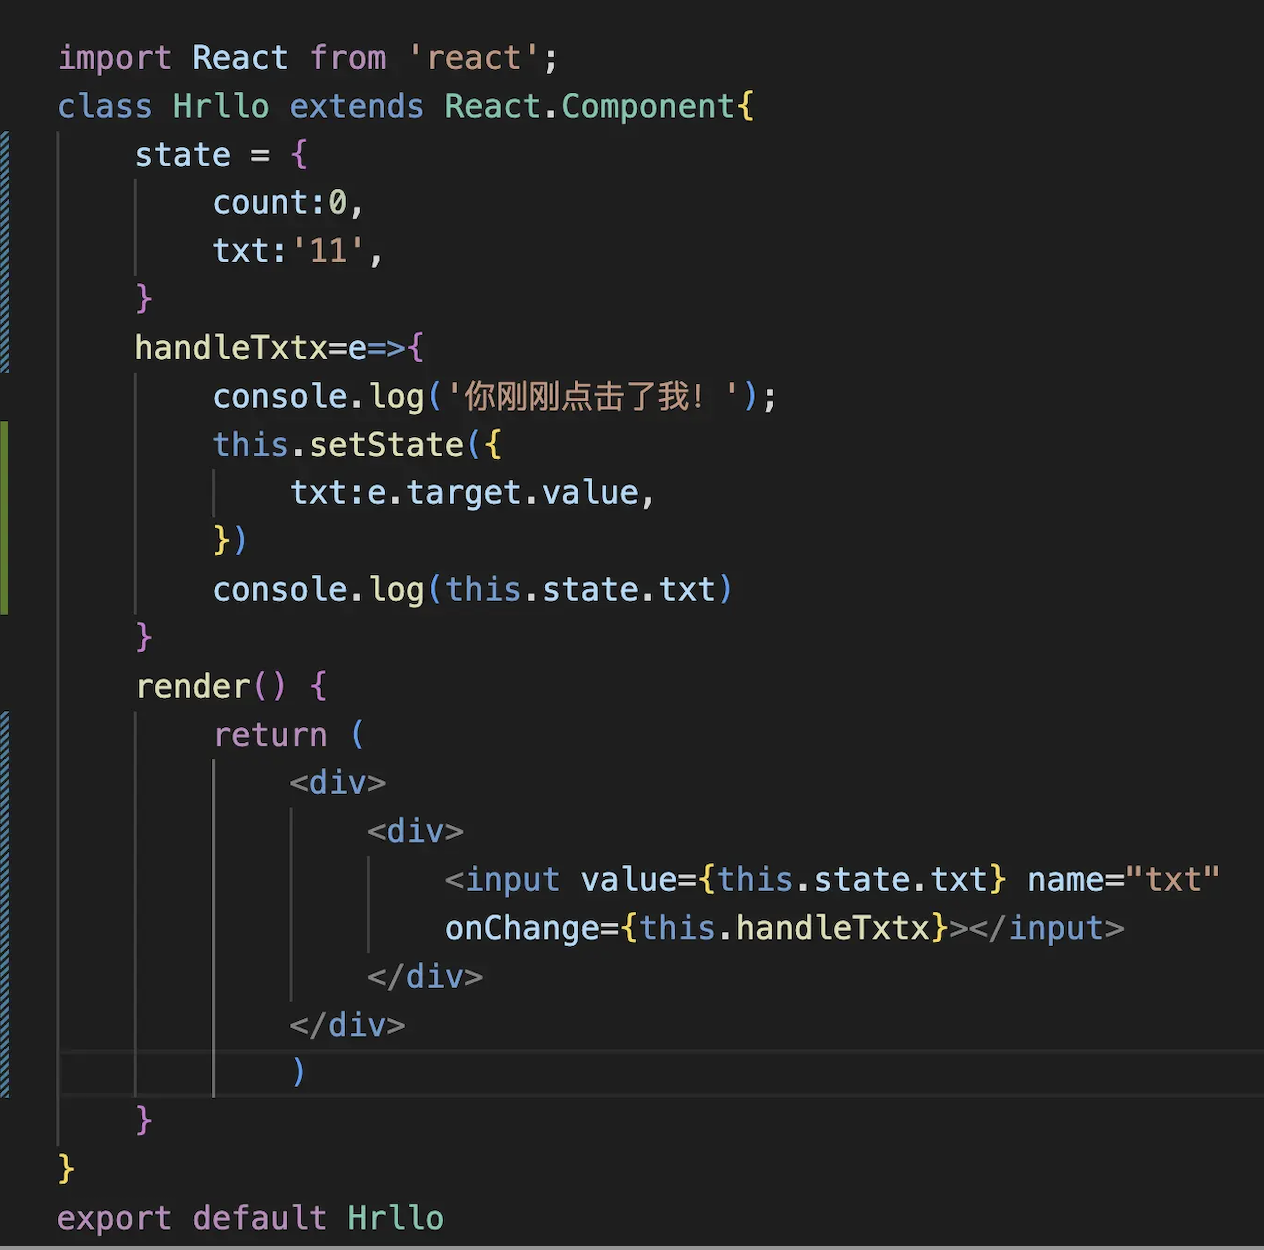 import React from 'react';
class Hrllo extends React.Component{
state = {
count:0,
txt:'11',
}
handleTxtx=e=>{
console.log('你刚刚点击了我！');
this.setState({
txt:e.target.value,
})
console.log(this.state.txt)
}
render() {
return (
<div>
<div>
<input value={this.state.txt} name="txt"
onChange={this.handleTxtx}></input>
</div>
</div>
)
}
}
export default Hrllo